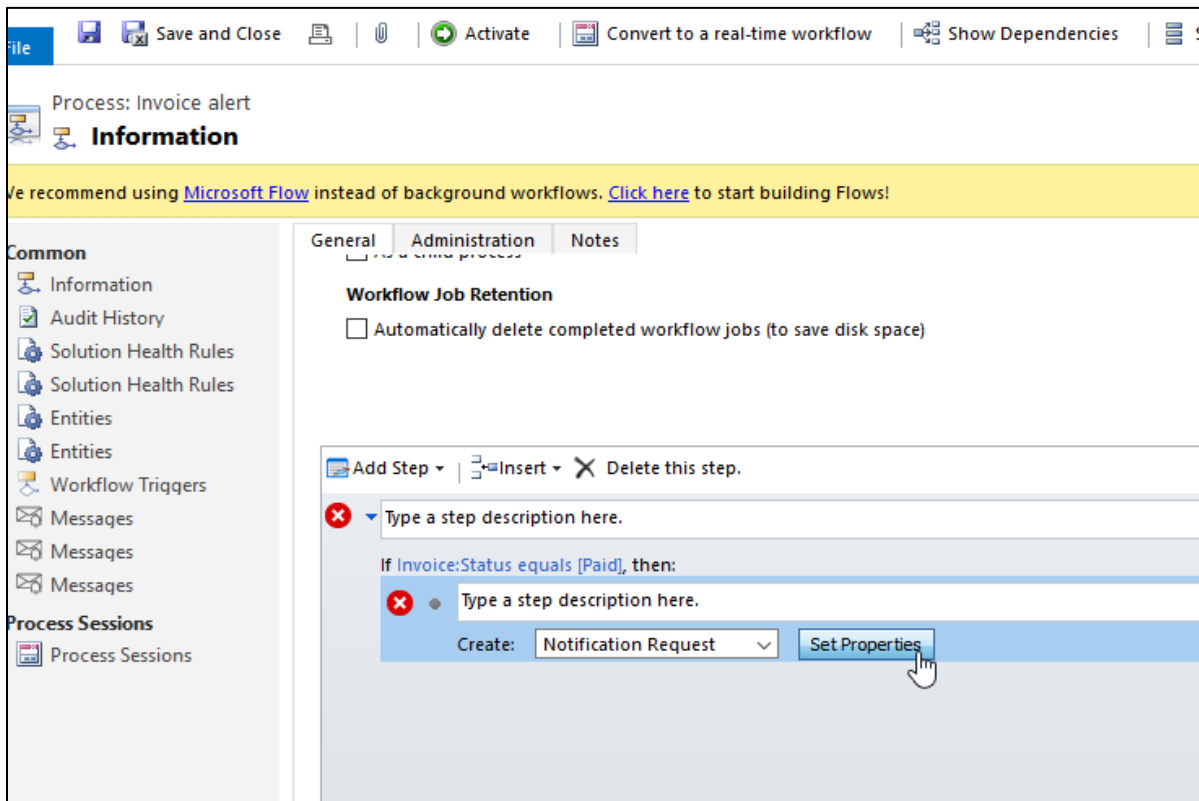 File
Save and Close
Activate
Convert to a real-time workflow
Show Dependencies
Process: Invoice alert
Information
We recommend using Microsoft Flow instead of background workflows. Click here to start building Flows!
Common
Information
Audit History
Solution Health Rules
Solution Health Rules
Entities
Entities
Workflow Triggers
Messages
Messages
Messages
Process Sessions
Process Sessions
General
Administration
Notes
As a child process
Workflow Job Retention
Automatically delete completed workflow jobs (to save disk space)
Add Step
Insert
Delete this step.
Type a step description here.
If Invoice:Status equals [Paid], then:
Type a step description here.
Create: Notification Request Set Properties